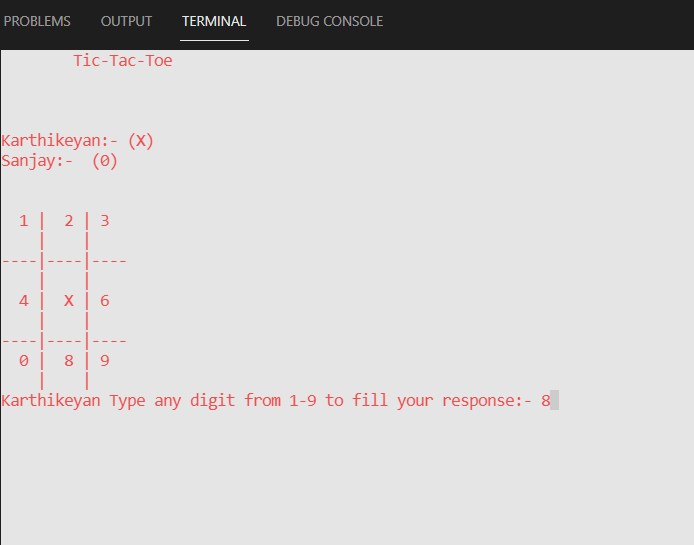 PROBLEMS OUTPUT TERMINAL DEBUG CONSOLE
Tic-Tac-Toe
Karthikeyan:- (X)
Sanjay:-  (0)
  1 |  2 | 3
    |    |
----|----|----
    |    |
  4 |  X | 6
    |    |
----|----|----
  0 |  8 | 9
    |    |
Karthikeyan Type any digit from 1-9 to fill your response:- 8